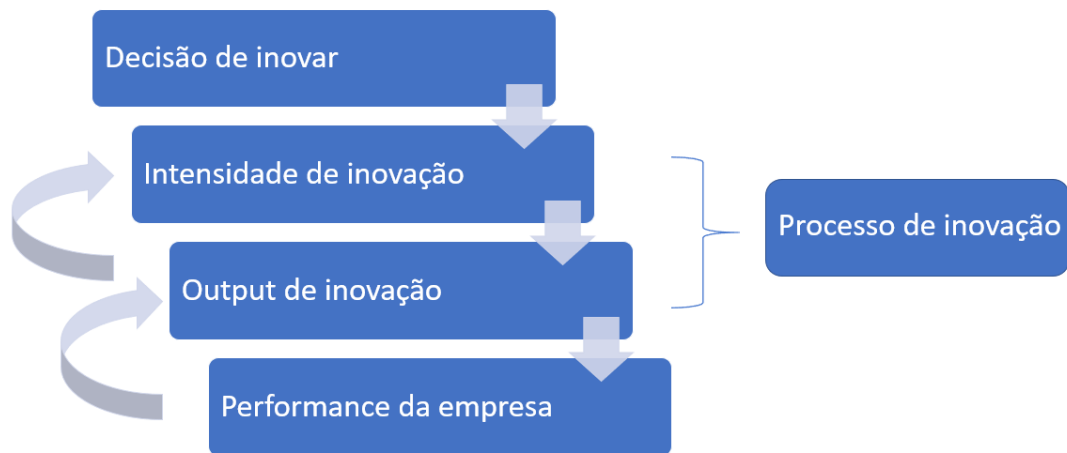 Decisão de inovar
Intensidade de inovação
Processo de inovação
Output de inovação
Performance da empresa